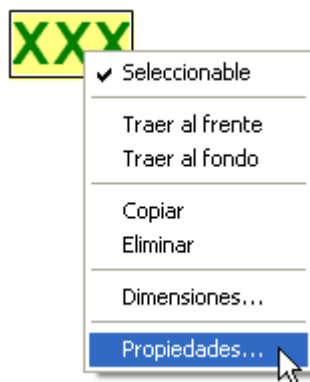 XXX
Seleccionable
Traer al frente
Traer al fondo
Copiar
Eliminar
Dimensiones...
Propiedades...